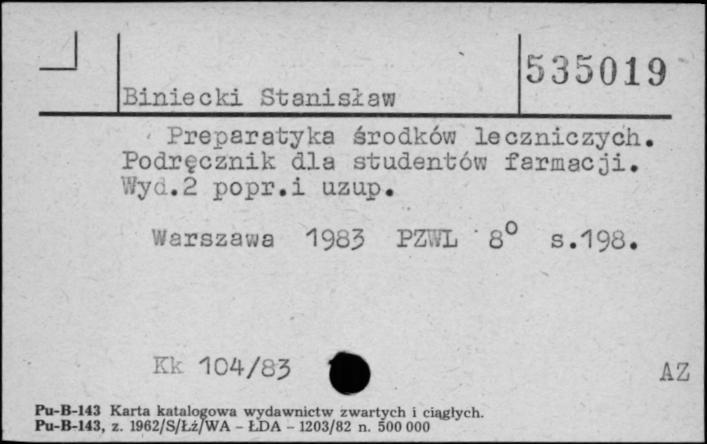 535019
Biniecki Stanisław
Preparatyka środków leczniczych.
Podręcznik dla studentów farmacji.
Wyd.2 popr.i uzup.
Warszawa 1983 PZWL 8° s.198.
Kk 104/83
AZ
Pu-B-143 Karta katalogowa wydawnictw zwartych i ciągłych.
Pu-B-143, z. 1962/S/Łź/WA - ŁDA - 1203/82 n. 500 000